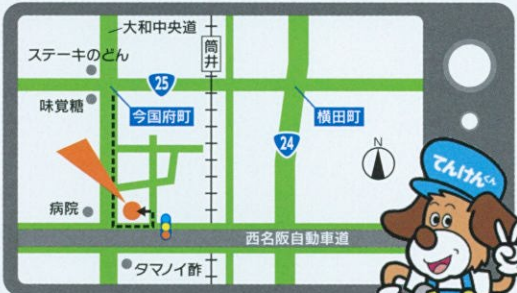 大和中央道
筒井
ステーキのどん
25
味覚糖
今国府町
横田町
24
N
てんけんくん
病院
西名阪自動車道
タマノイ酢